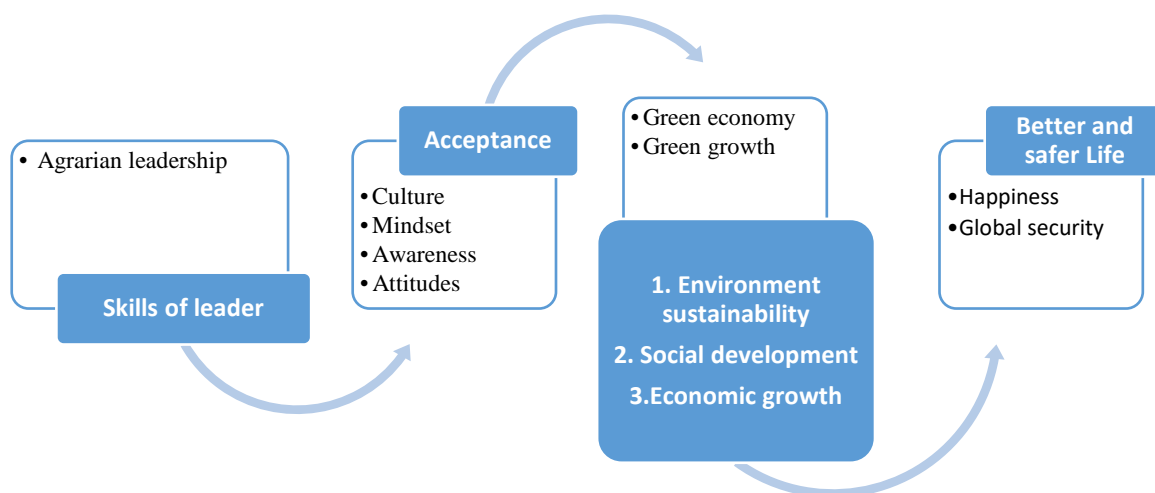 • Agrarian leadership
Skills of leader
Acceptance
• Culture
• Mindset
• Awareness
• Attitudes
• Green economy
• Green growth
1. Environment
sustainability
2. Social development
3.Economic growth
Better and
safer Life
•Happiness
•Global security